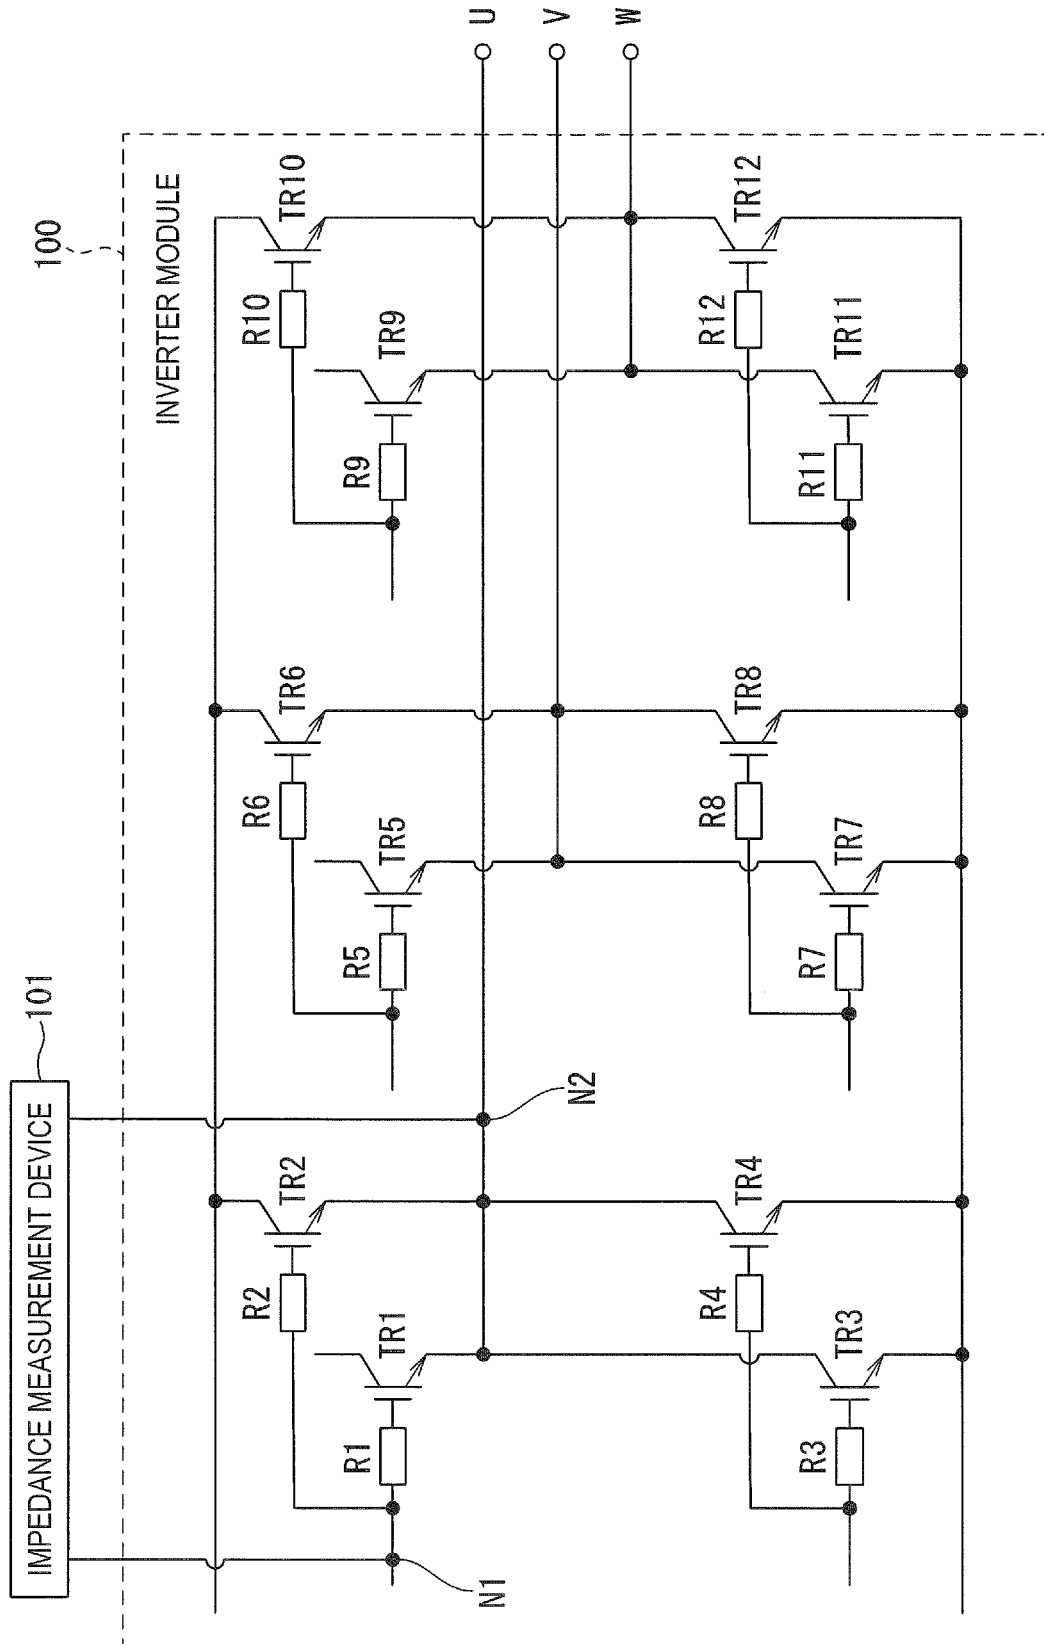 IMPEDANCE MEASUREMENT DEVICE
101
100
INVERTER MODULE
R1
TR1
R2
TR2
R3
TR3
R4
TR4
N1
N2
R5
TR5
R6
TR6
R7
TR7
R8
TR8
R9
TR9
R10
TR10
R11
TR11
R12
TR12
U
V
W